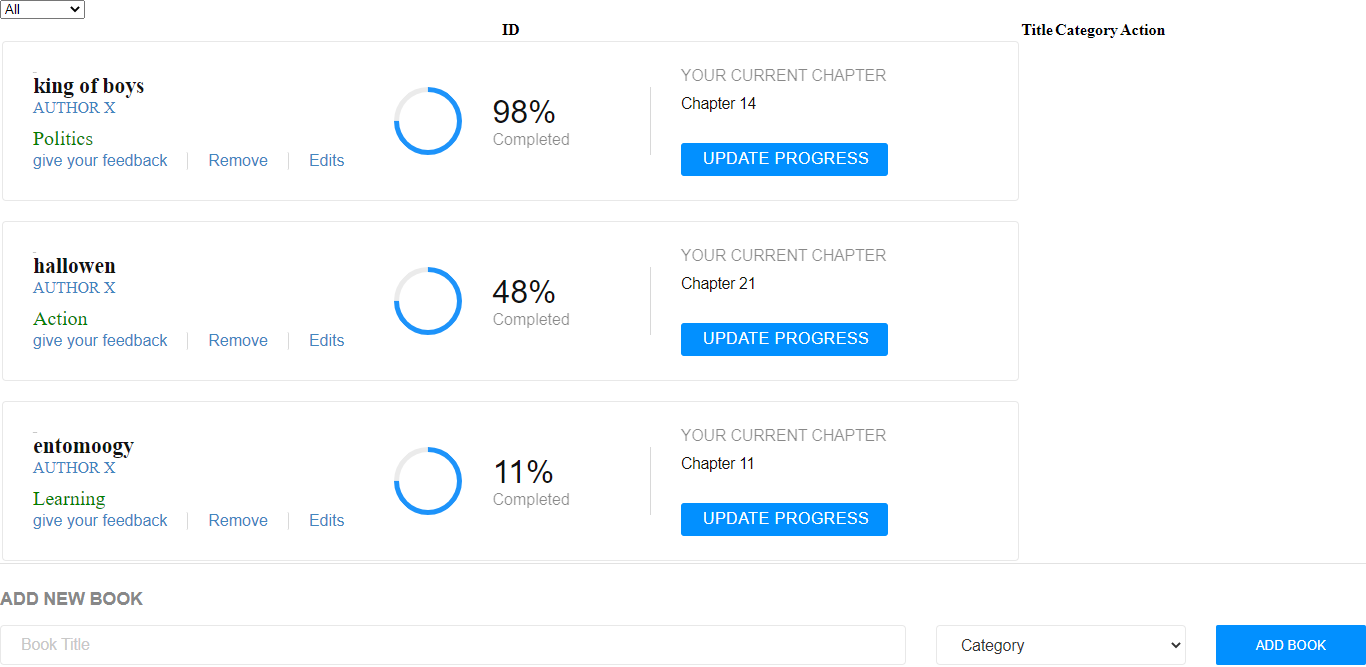 All
ID Title Category Action
king of boys
AUTHOR X
Politics
give your feedback Remove Edits
98%
Completed
YOUR CURRENT CHAPTER
Chapter 14
UPDATE PROGRESS
hallowen
AUTHOR X
Action
give your feedback Remove Edits
48%
Completed
YOUR CURRENT CHAPTER
Chapter 21
UPDATE PROGRESS
entomoogy
AUTHOR X
Learning
give your feedback Remove Edits
11%
Completed
YOUR CURRENT CHAPTER
Chapter 11
UPDATE PROGRESS
ADD NEW BOOK
Book Title Category ADD BOOK